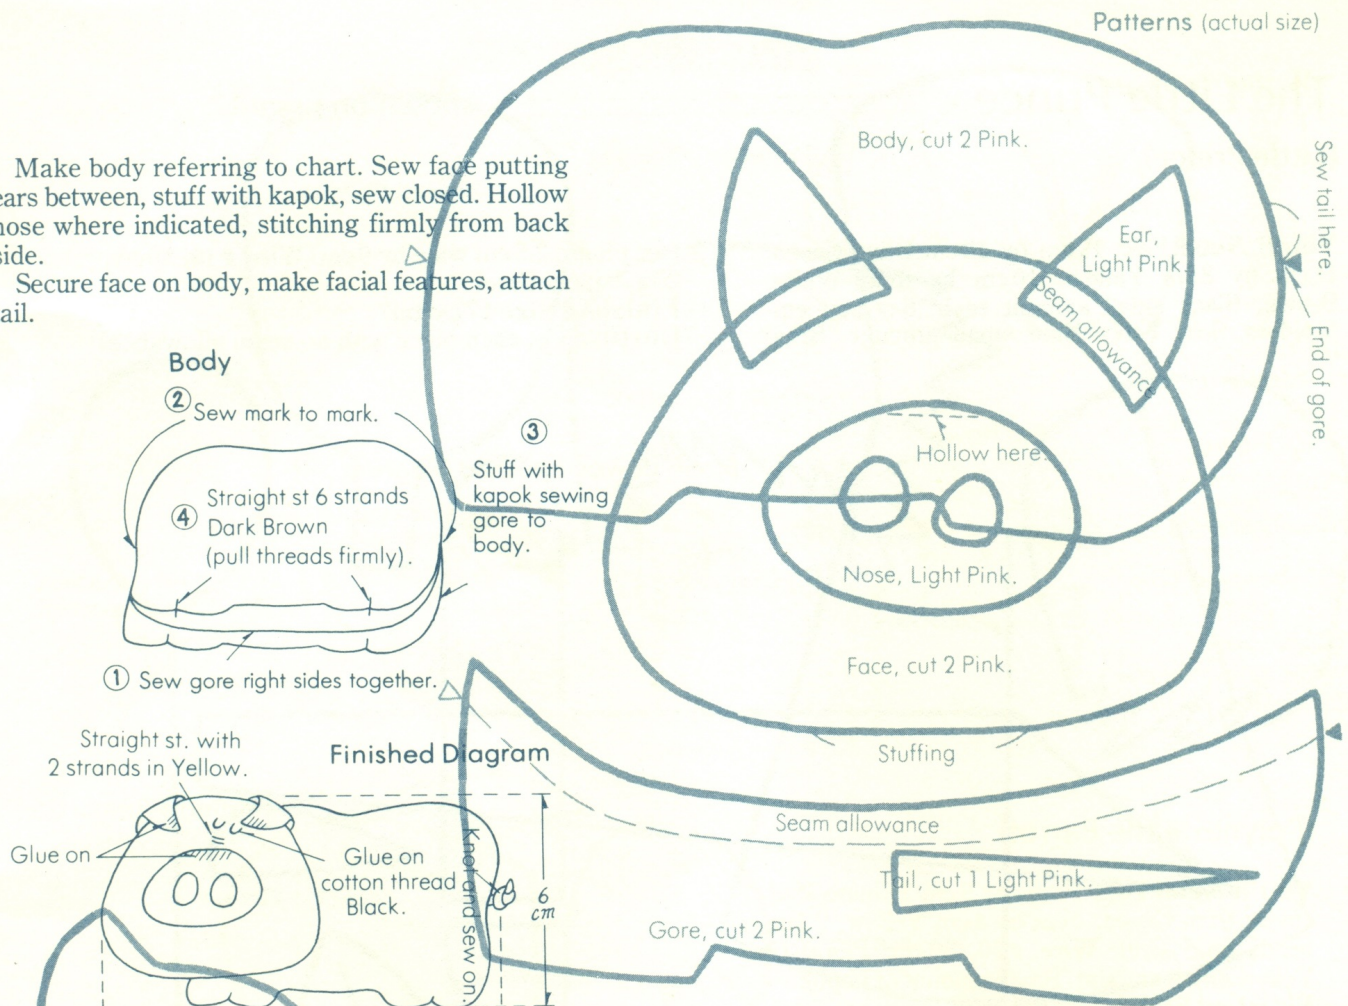 Patterns (actual size)
Make body referring to chart. Sew face putting
ears between, stuff with kapok, sew closed. Hollow
nose where indicated, stitching firmly from back
side.
Secure face on body, make facial features, attach
tail.
Body, cut 2 Pink.
Sew tail here.
Ear,
Light Pink.
Seam allowance
End of gore.
Hollow here.
Nose, Light Pink.
Face, cut 2 Pink.
Stuffing
Body
② Sew mark to mark.
③
Stuff with
kapok sewing
gore to
body.
④ Straight st 6 strands
Dark Brown
(pull threads firmly).
① Sew gore right sides together.
Seam allowance
Tail, cut 1 Light Pink.
Gore, cut 2 Pink.
Finished Diagram
Straight st. with
2 strands in Yellow.
Glue on
Glue on
cotton thread
Black.
Knot and sew on.
6
cm